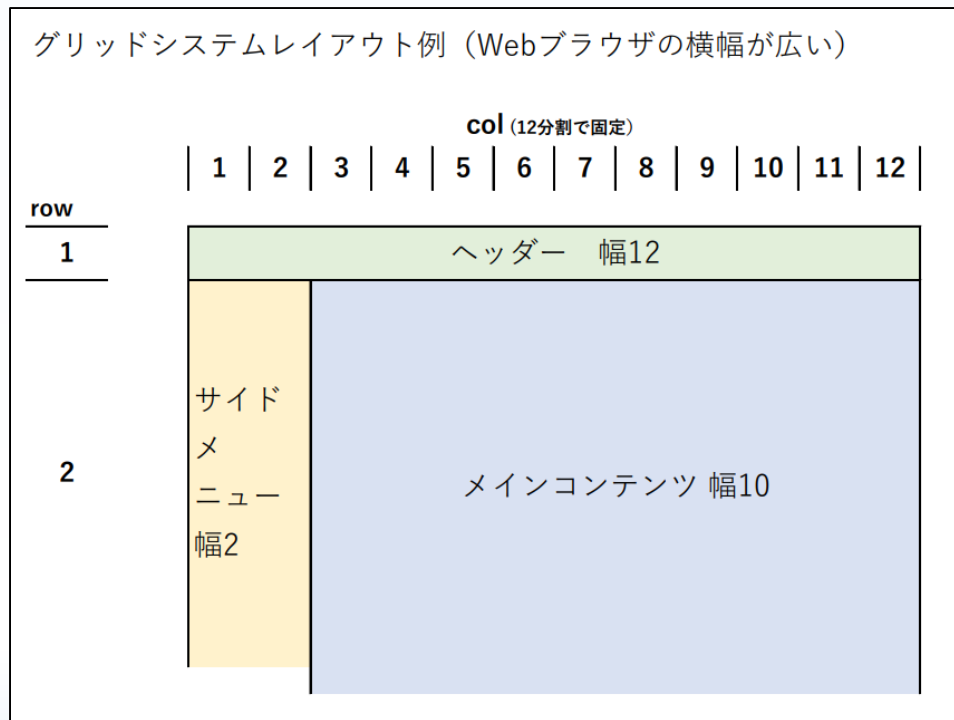 グリッドシステムレイアウト例（Webブラウザの横幅が広い）
col (12分割で固定)
1 2 3 4 5 6 7 8 9 10 11 12
row
1
ヘッダー　幅12
2
サイド
メ
ニュー
幅2
メインコンテンツ 幅10